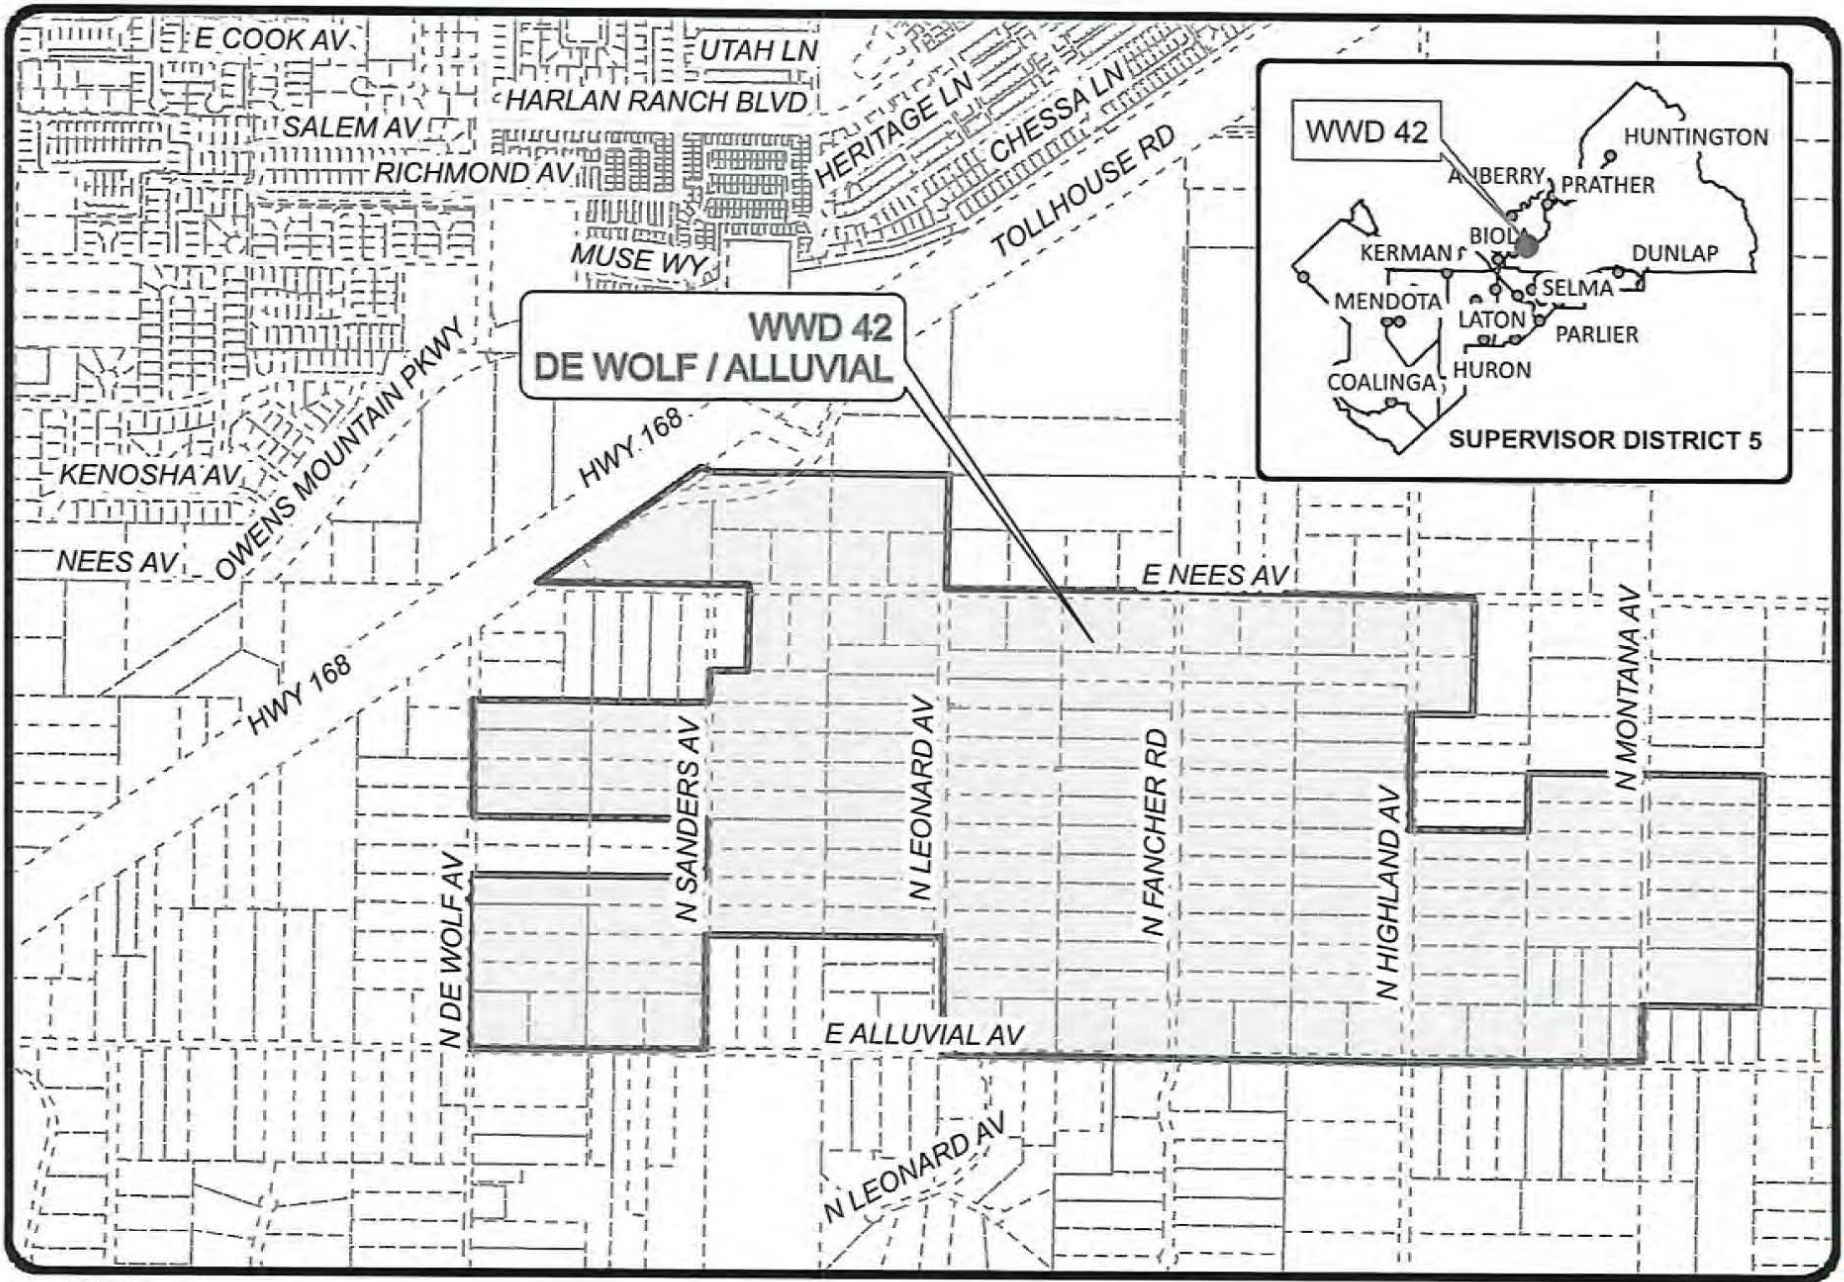 E COOK AV
UTAH LN
HARLAN RANCH BLVD
SALEM AV
RICHMOND AV
HERITAGE LN
CHESSA LN
TOLLHOUSE RD
MUSE WY
WWD 42
DE WOLF / ALLUVIAL
OWENS MOUNTAIN PKWY
KENOSHA AV
NEES AV
HWY 168
HWY 168
E NEES AV
N MONTANA AV
N SANDERS AV
N LEONARD AV
N FANCHER RD
N HIGHLAND AV
N DE WOLF AV
E ALLUVIAL AV
N LEONARD AV
WWD 42
HUNTINGTON
AUBERRY
PRATHER
BIOLA
KERMAN
DUNLAP
SELMA
MENDOTA
LATON
PARLIER
HURON
COALINGA
SUPERVISOR DISTRICT 5